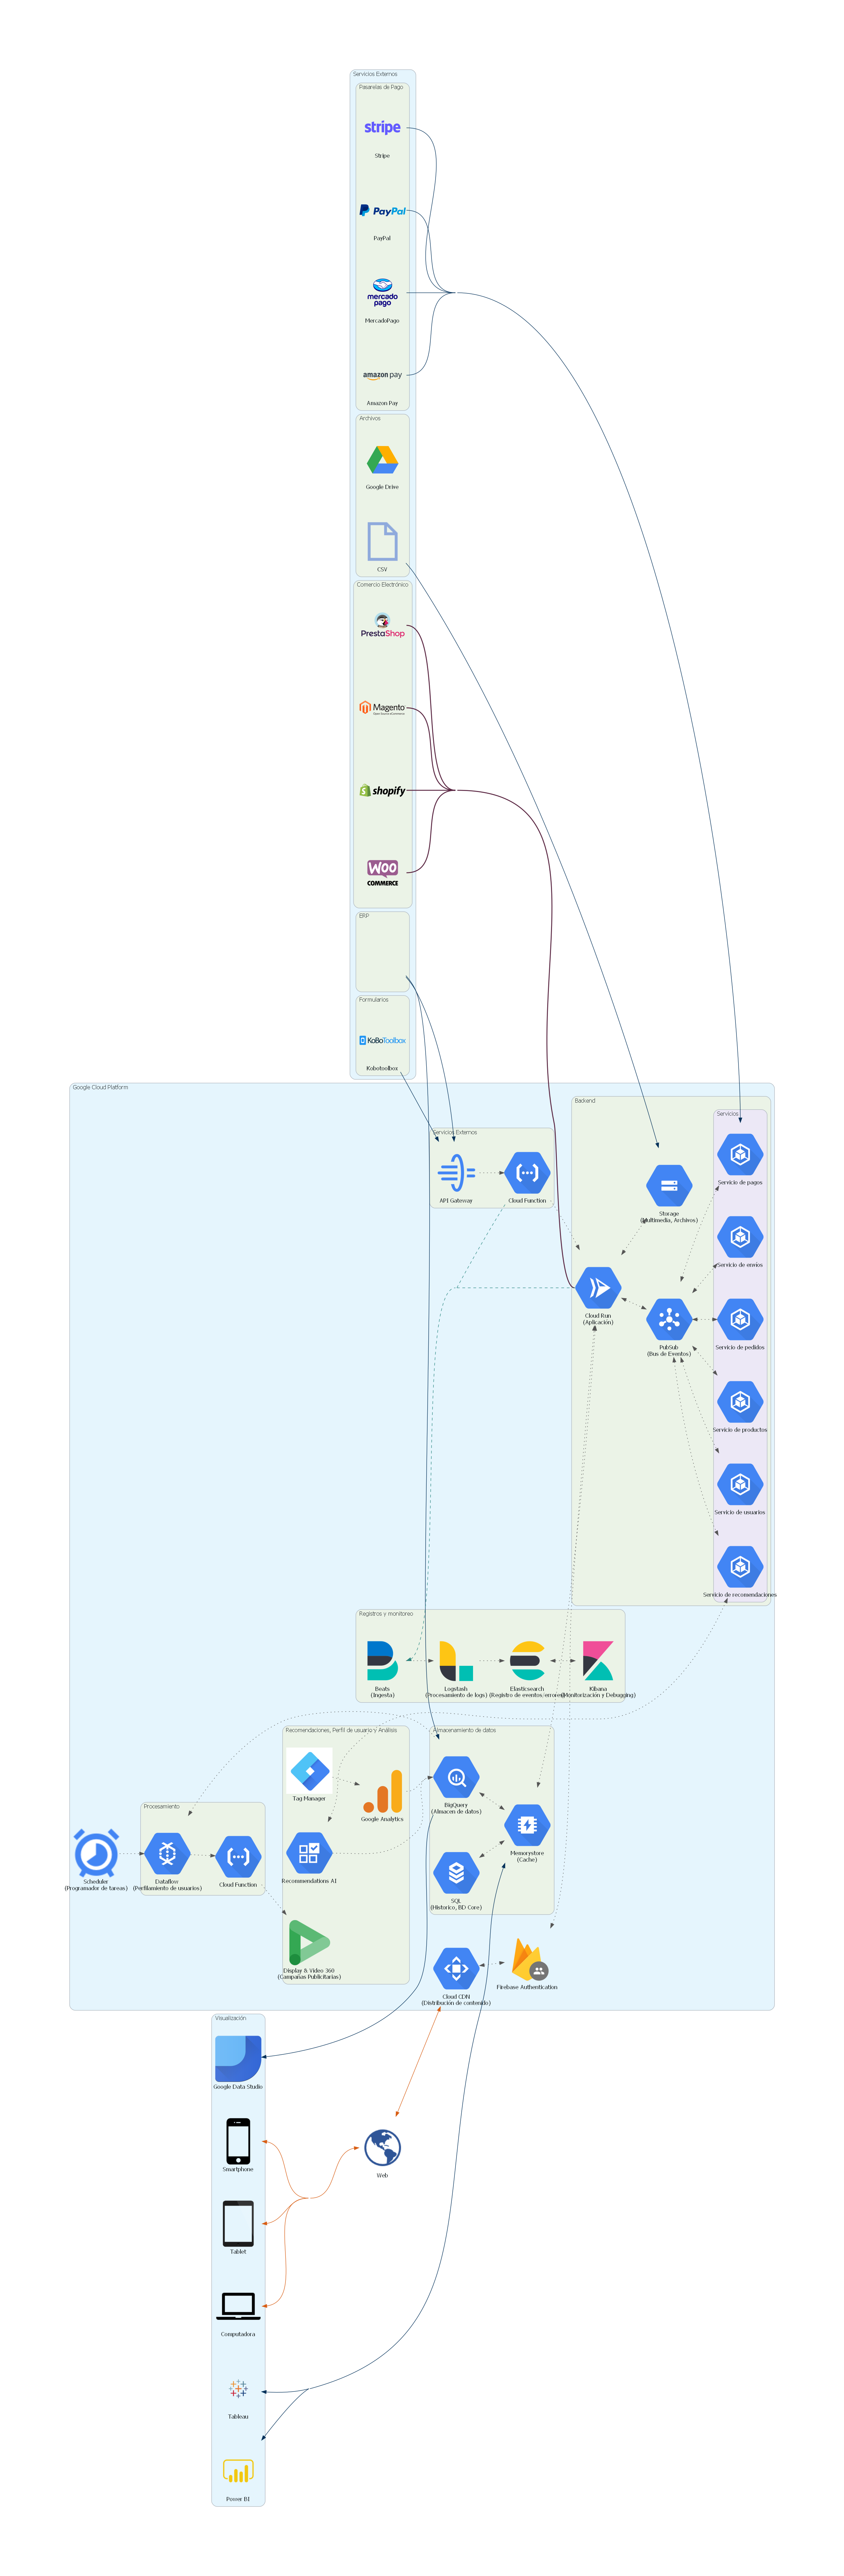 Servicios Externos
Pasarelas de Pago
stripe
Stripe
PayPal
PayPal
mercado
pago
MercadoPago
amazon pay
Amazon Pay
Archivos
Google Drive
CSV
Comercio Electrónico
PrestaShop
Magento
shopify
WOO
COMMERCE
ERP
Formularios
KoBoToolbox
Kobotoolbox
Google Cloud Platform
Backend
Servicios
Servicios Externos
API Gateway
Cloud Function
Servicio de pagos
Storage
(Multimedia, Archivos)
Servicio de envíos
Cloud Run
(Aplicación)
PubSub
(Bus de Eventos)
Servicio de pedidos
Servicio de productos
Servicio de usuarios
Servicio de recomendaciones
Registros y monitoreo
Beats
(Ingesta)
Logstash
(Procesamiento de logs)
Elasticsearch
(Registro de eventos/errores)
Kibana
(Monitorización y Debugging)
Recomendaciones, Perfil de usuario y Análisis
Almacenamiento de datos
Tag Manager
Google Analytics
BigQuery
(Almacen de datos)
Procesamiento
Memorystore
(Cache)
Scheduler
(Programador de tareas)
Dataflow
(Perfilamiento de usuarios)
Cloud Function
Recommendations AI
SQL
(Historico, BD Core)
Display & Video 360
(Campañas Publicitarias)
Cloud CDN
(Distribución de contenido)
Firebase Authentication
Visualización
Google Data Studio
Smartphone
Web
Tablet
Computadora
Tableau
Power BI